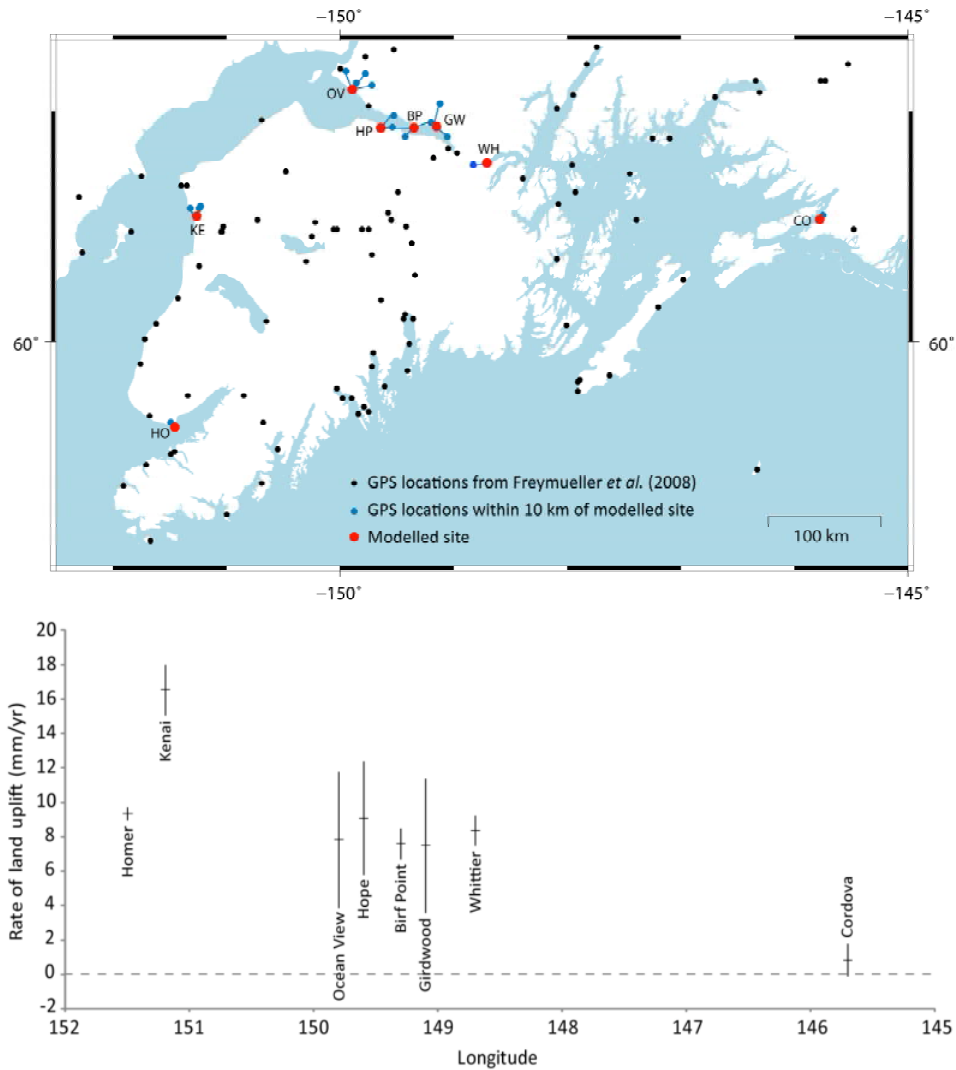 −150°
−145°
OV
HP
BP
GW
WH
KE
CO
60°
60°
HO
GPS locations from Freymueller et al. (2008)
GPS locations within 10 km of modelled site
Modelled site
100 km
−150°
−145°
Rate of land uplift (mm/yr)
20
18
16
14
12
10
8
6
4
2
0
-2
Homer
Kenai
Ocean View
Hope
Birf Point
Girdwood
Whittier
Cordova
152
151
150
149
148
147
146
145
Longitude